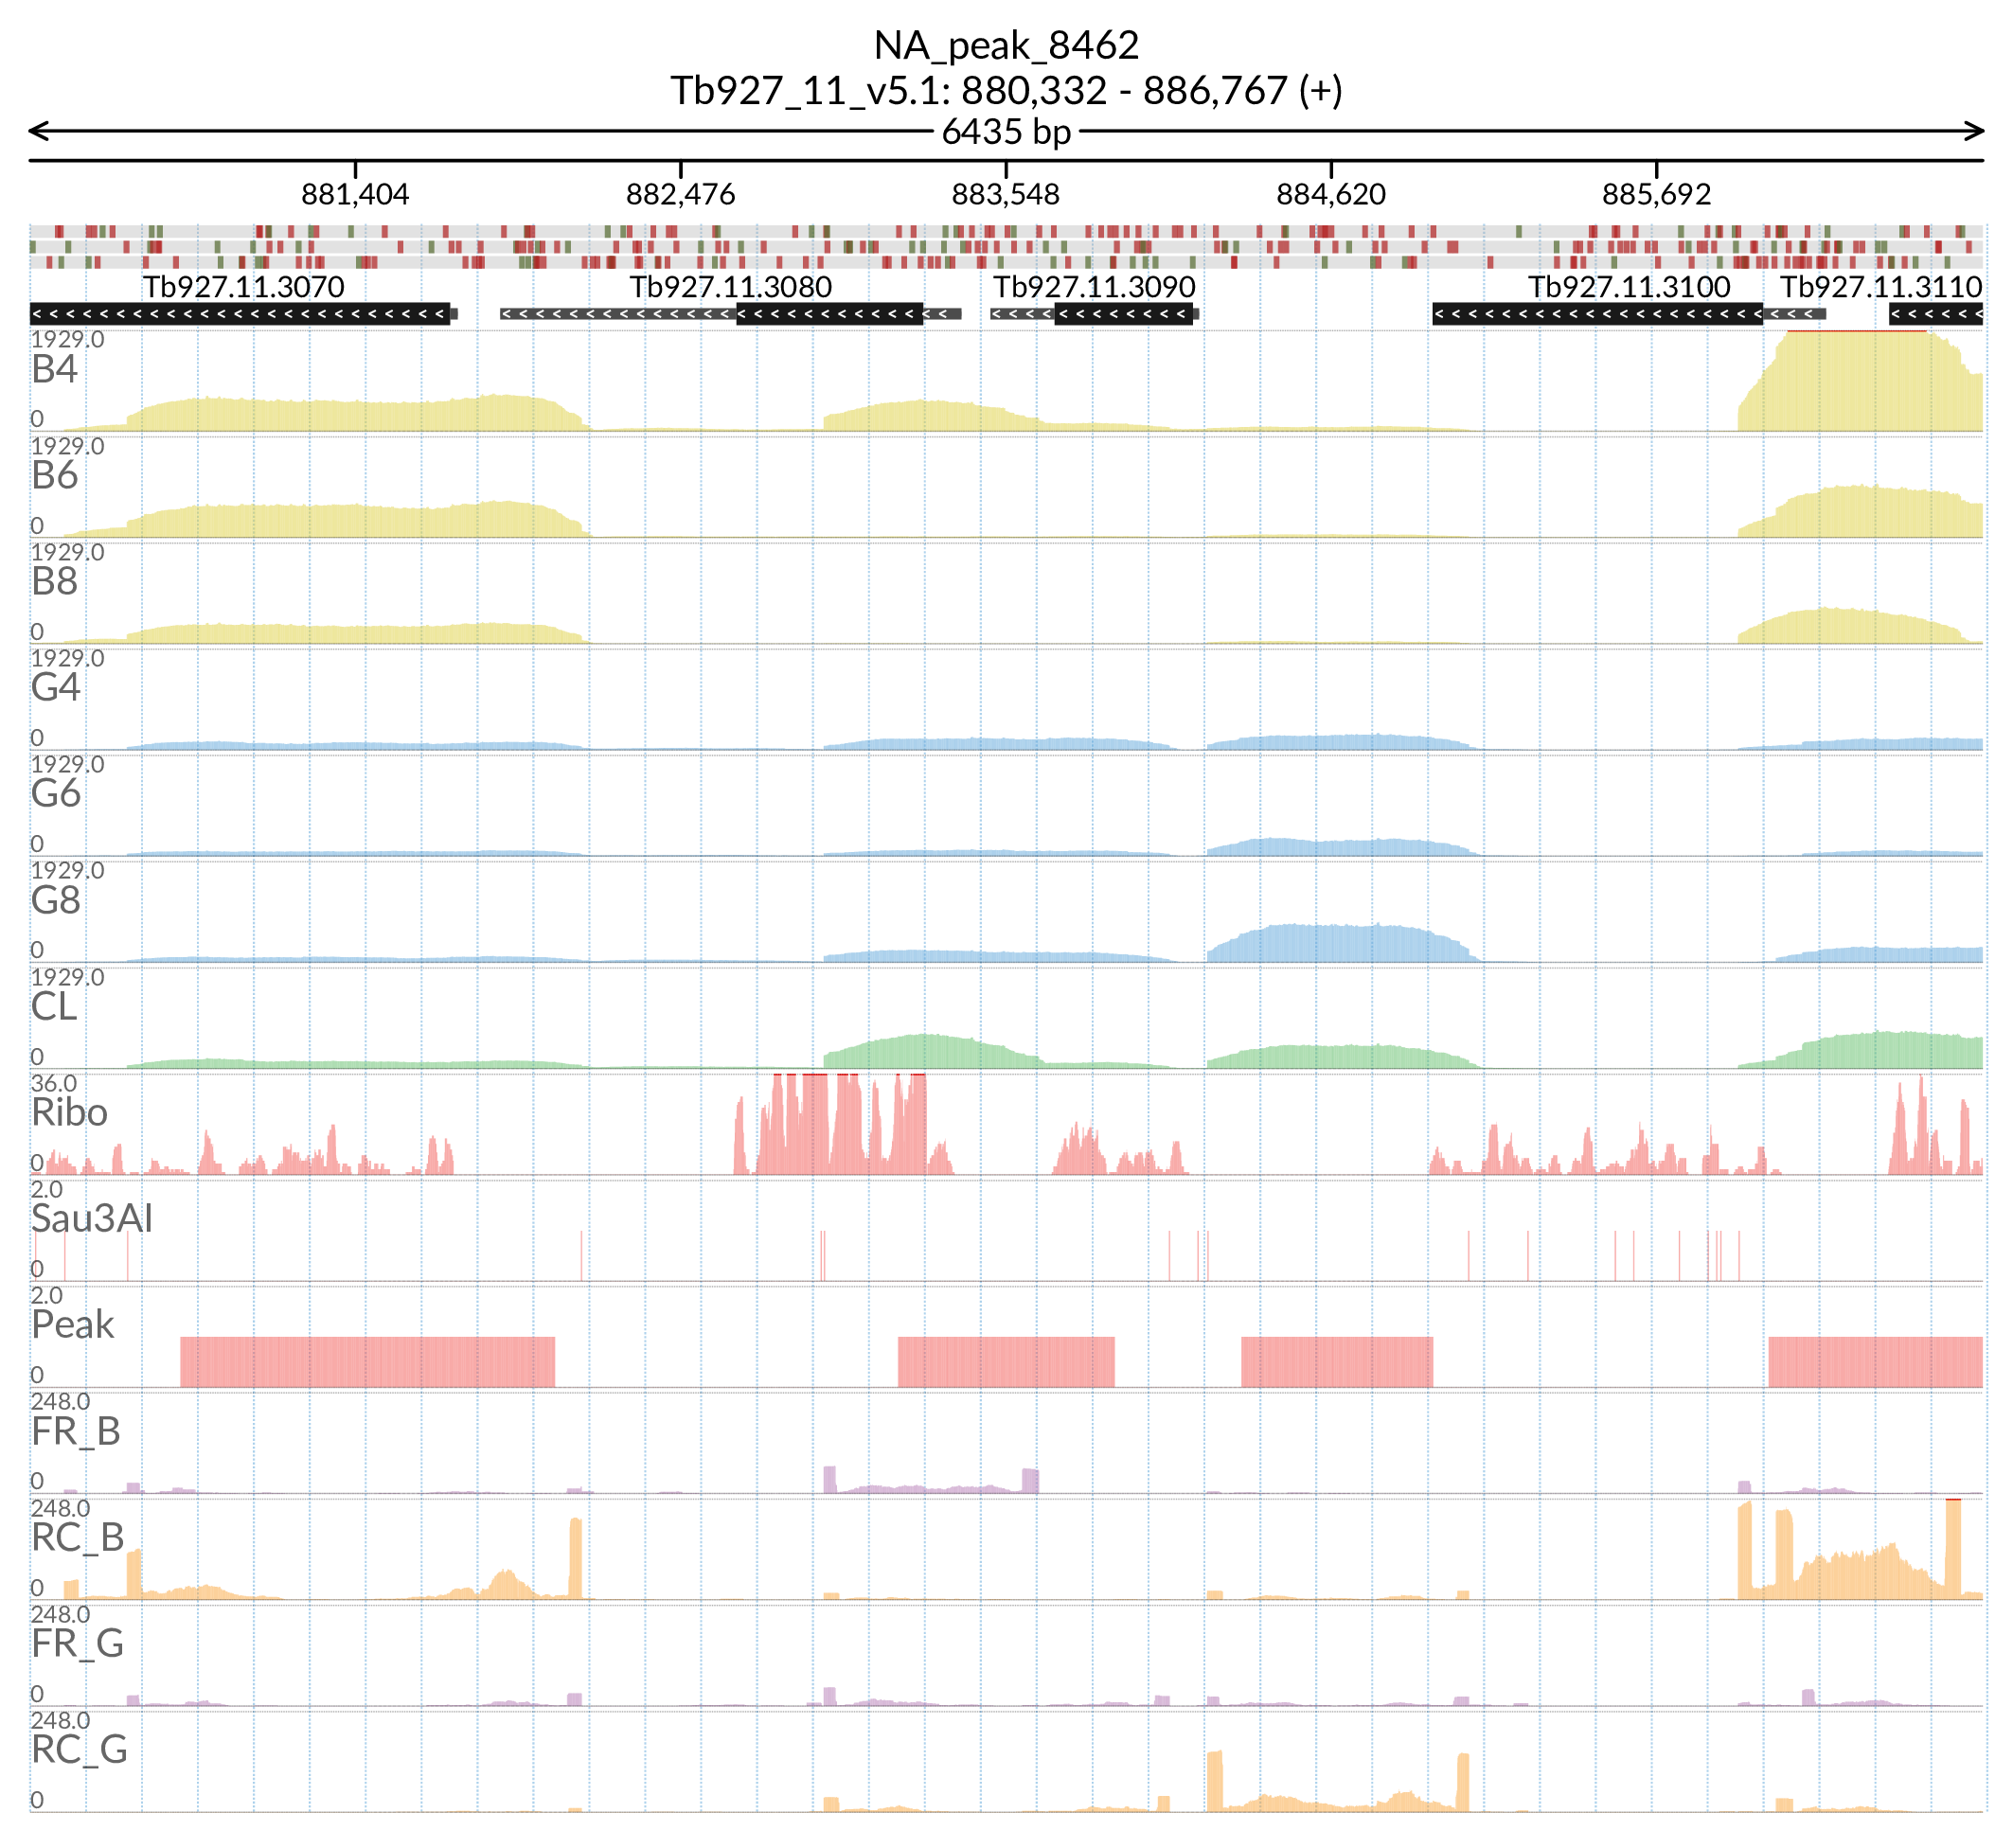 NA_peak_8462
Tb927_11_v5.1: 880,332 - 886,767 (+)
6435 bp
881,404 882,476 883,548 884,620 885,692
Tb927.11.3070 Tb927.11.3080 Tb927.11.3090 Tb927.11.3100 Tb927.11.3110
1929.0
B4
0
1929.0
B6
0
1929.0
B8
0
1929.0
G4
0
1929.0
G6
0
1929.0
G8
0
1929.0
CL
0
36.0
Ribo
0
2.0
Sau3AI
0
2.0
Peak
0
248.0
FR_B
0
248.0
RC_B
0
248.0
FR_G
0
248.0
RC_G
0